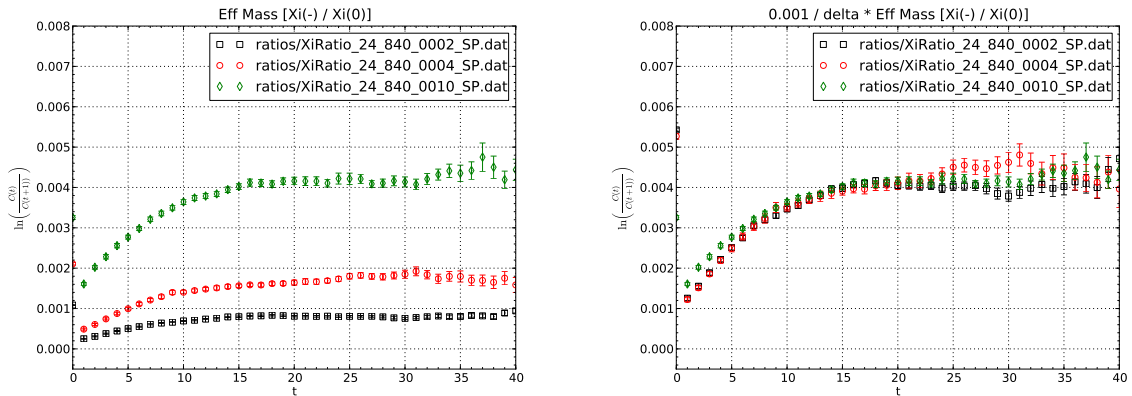 Eff Mass [Xi(-) / Xi(0)]
0.008
0.007
0.006
0.005
0.004
0.003
0.002
0.001
0.000
ln(C(t)/C(t+1))
ratios/XiRatio_24_840_0002_SP.dat
ratios/XiRatio_24_840_0004_SP.dat
ratios/XiRatio_24_840_0010_SP.dat
0 5 10 15 20 25 30 35 40
t
0.001 / delta * Eff Mass [Xi(-) / Xi(0)]
0.008
0.007
0.006
0.005
0.004
0.003
0.002
0.001
0.000
ln(C(t)/C(t+1))
ratios/XiRatio_24_840_0002_SP.dat
ratios/XiRatio_24_840_0004_SP.dat
ratios/XiRatio_24_840_0010_SP.dat
0 5 10 15 20 25 30 35 40
t